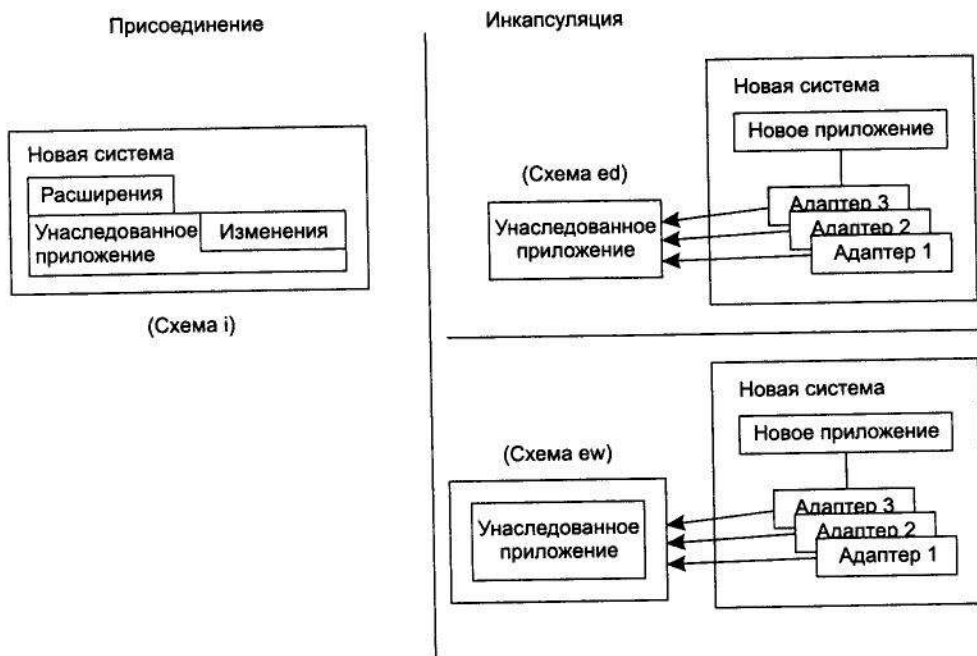 Присоединение
Новая система
Расширения
Унаследованное
приложение
Изменения
(Схема i)
Инкапсуляция
(Схема ed)
Унаследованное
приложение
Новая система
Новое приложение
Адаптер 3
Адаптер 2
Адаптер 1
(Схема ew)
Унаследованное
приложение
Новая система
Новое приложение
Адаптер 3
Адаптер 2
Адаптер 1